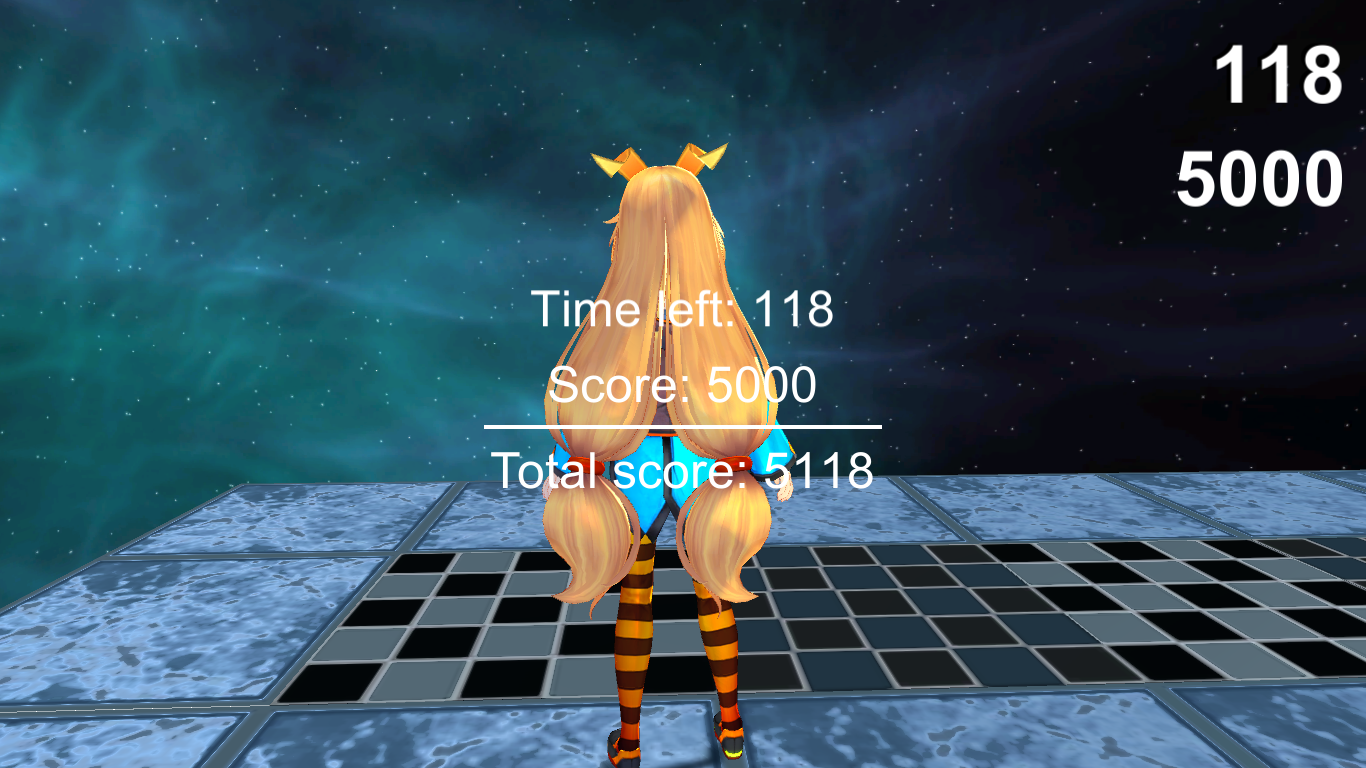 118
5000
Time left: 118
Score: 5000
Total score: 5118